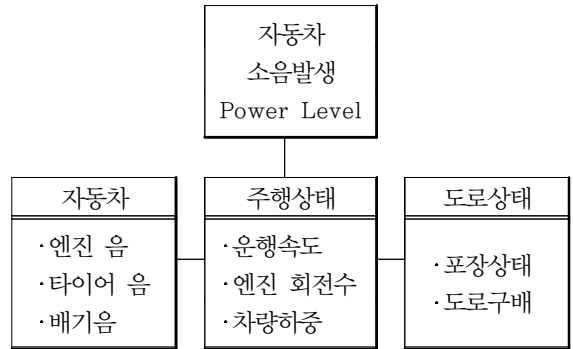 자동차
소음발생
Power Level
자동차
·엔진 음
·타이어 음
·배기음
주행상태
·운행속도
·엔진 회전수
·차량하중
도로상태
·포장상태
·도로구배